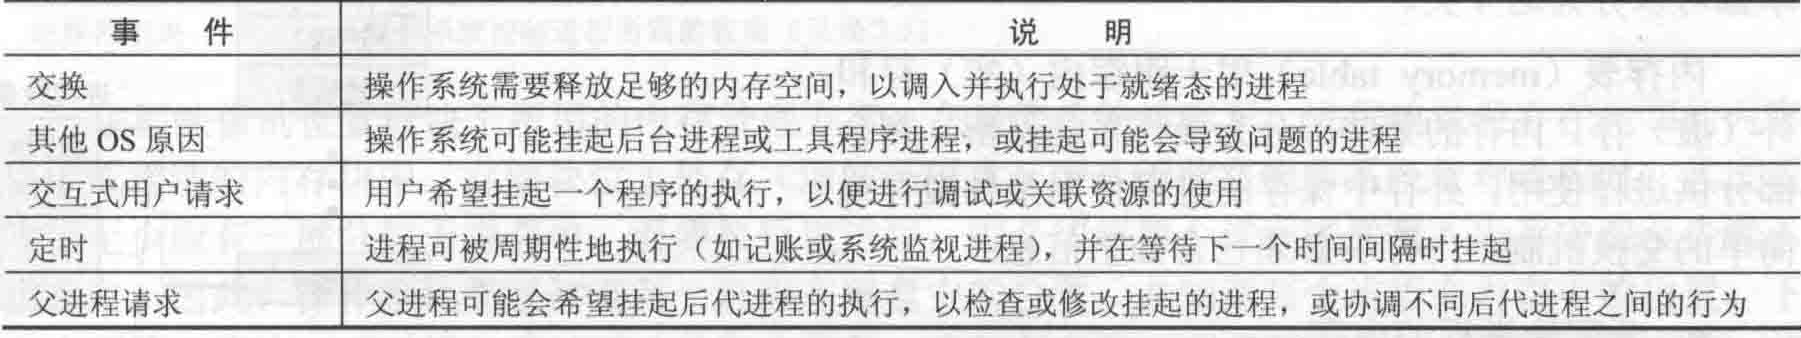 事 件 说 明
交换 操作系统需要释放足够的内存空间，以调入并执行处于就绪态的进程
其他 OS 原因 操作系统可能挂起后台进程或工具程序进程，或挂起可能会导致问题的进程
交互式用户请求 用户希望挂起一个程序的执行，以便进行调试或关联资源的使用
定时 进程可被周期性地执行（如记账或系统监视进程），并在等待下一个时间间隔时挂起
父进程请求 父进程可能会希望挂起后代进程的执行，以检查或修改挂起的进程，或协调不同后代进程之间的行为